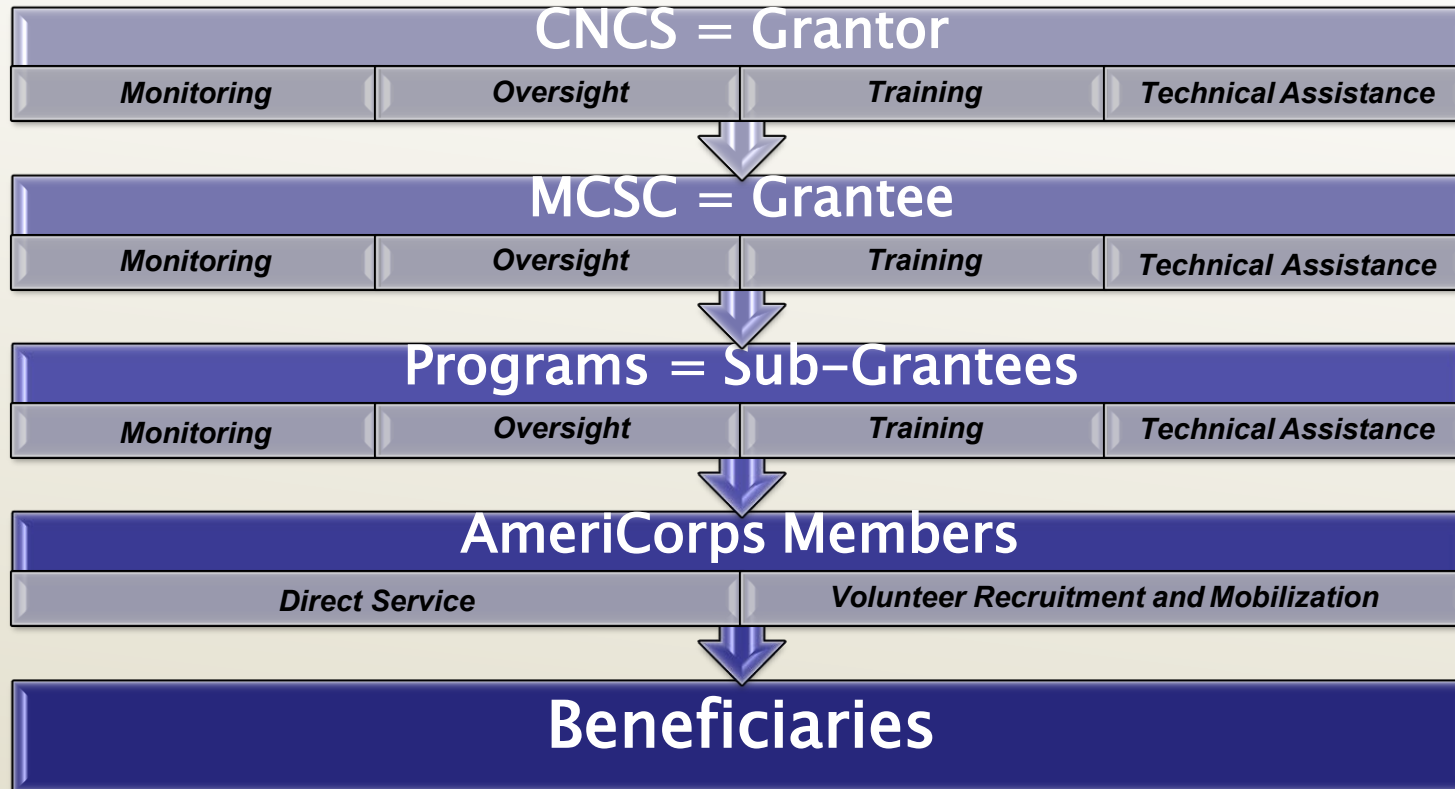 CNCS = Grantor
Monitoring Oversight Training Technical Assistance
MCSC = Grantee
Monitoring Oversight Training Technical Assistance
Programs = Sub-Grantees
Monitoring Oversight Training Technical Assistance
AmeriCorps Members
Direct Service Volunteer Recruitment and Mobilization
Beneficiaries